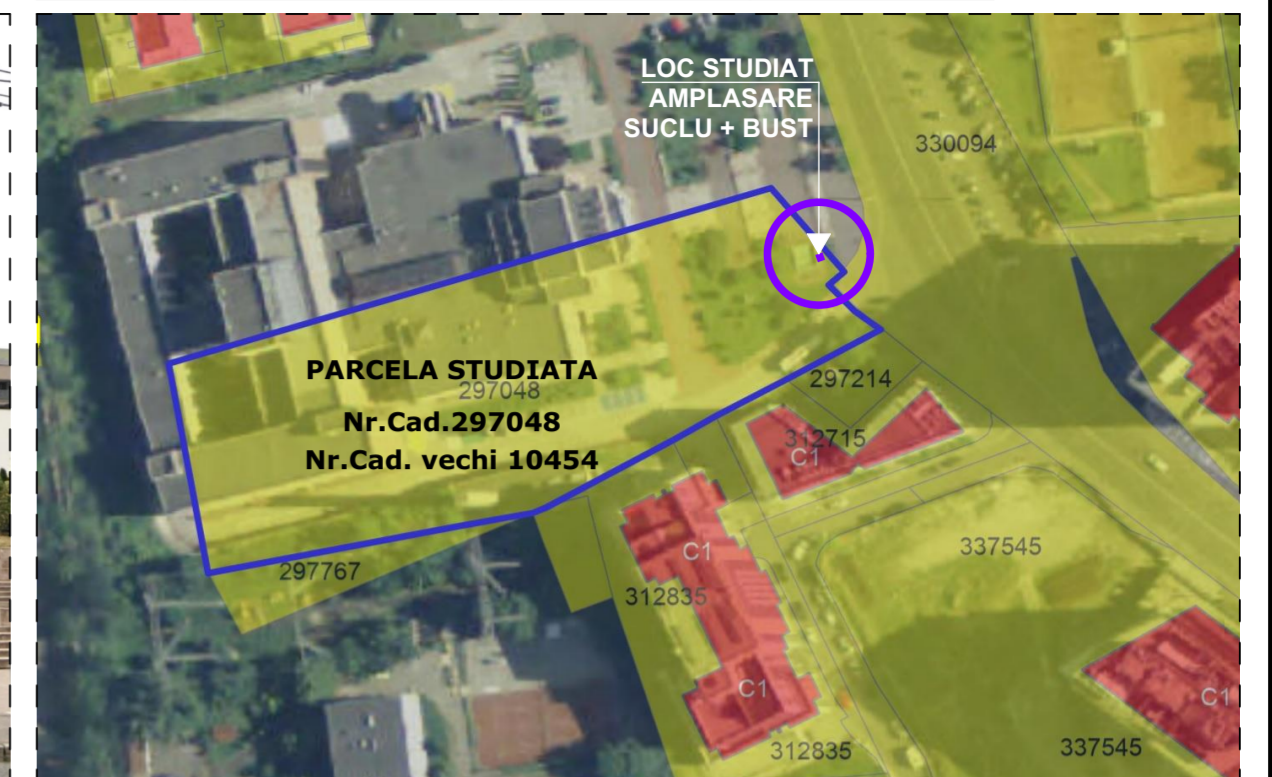 LOC STUDIAT
AMPLASARE
SUCLU + BUST
330094
PARCELA STUDIATA
297048
Nr.Cad.297048
Nr.Cad. vechi 10454
297214
312715
C1
297767
C1
312835
337545
C1
C1
312835
337545